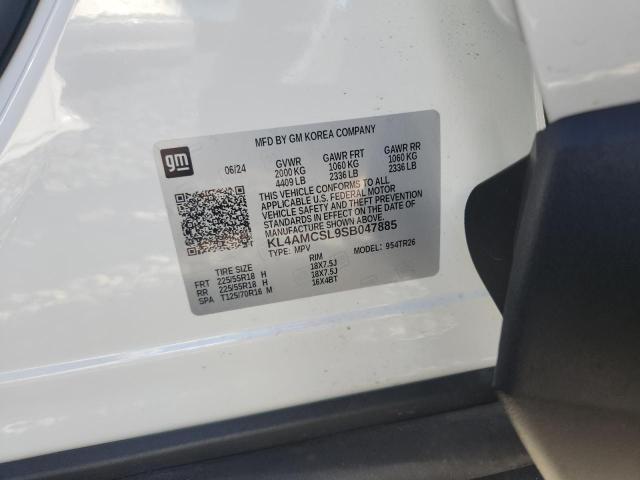 MFD BY GM KOREA COMPANY
gm
06/24 GVWR GAWR FRT GAWR RR
2000 KG 1060 KG 1060 KG
4409 LB 2336 LB 2336 LB
THIS VEHICLE CONFORMS TO ALL
APPLICABLE U.S. FEDERAL MOTOR
VEHICLE SAFETY AND THEFT PREVENTION
STANDARDS IN EFFECT ON THE DATE OF
MANUFACTURE SHOWN ABOVE.
KL4AMCSL9SB047885
TYPE: MPV MODEL: 954TR26
TIRE SIZE RIM
FRT 225/55R18 H 18X7.5J
RR 225/55R18 H 18X7.5J
SPA T125/70R16 M 16X4BT